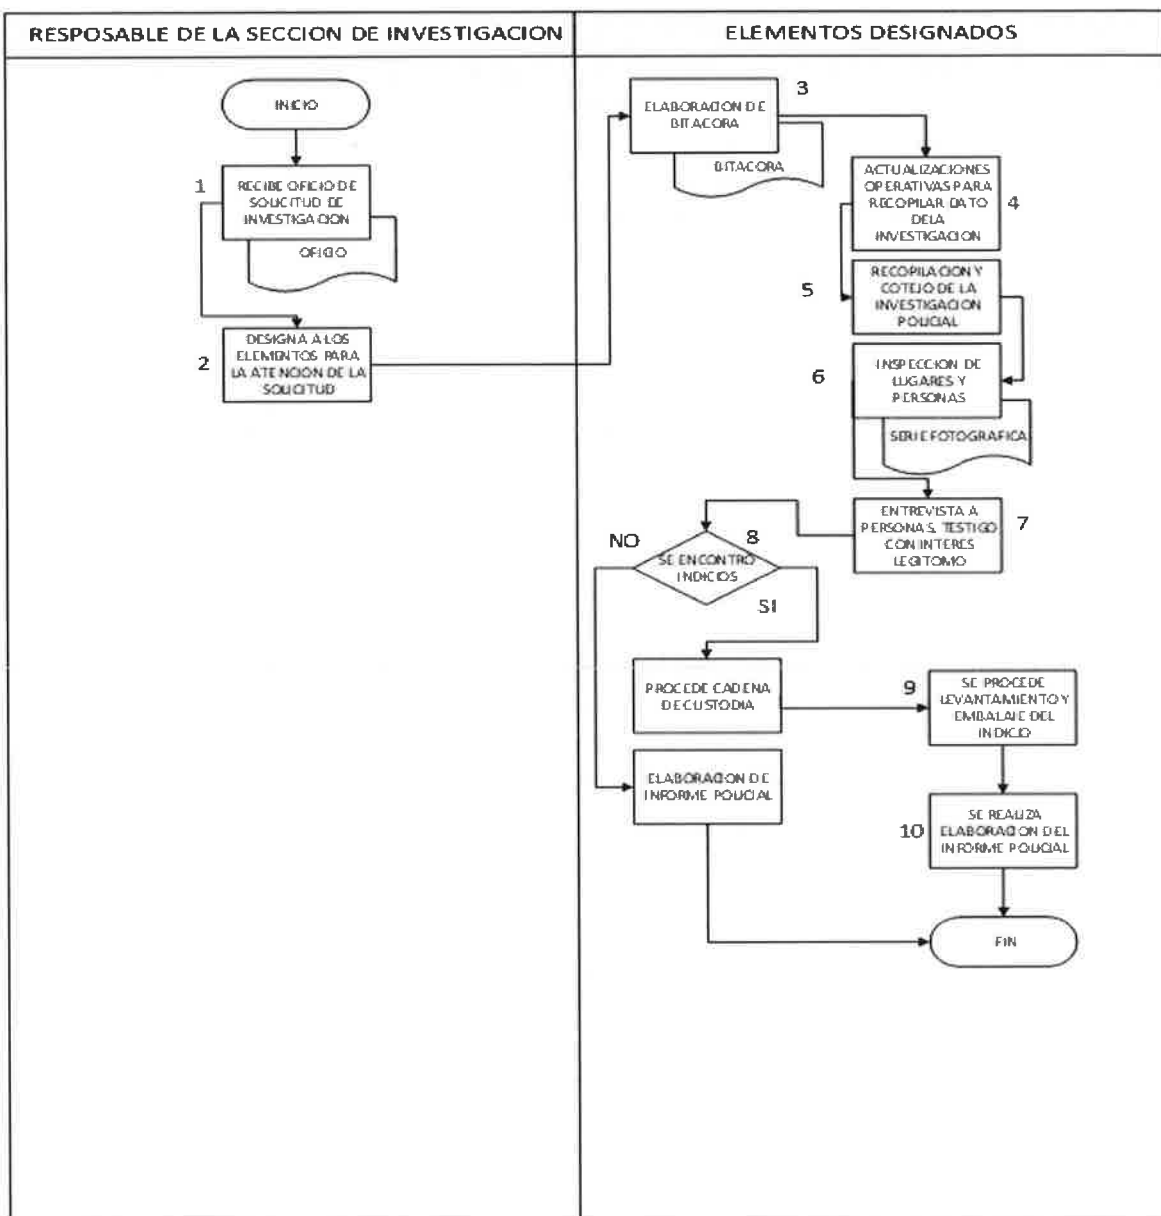 RESPOSABLE DE LA SECCION DE INVESTIGACION
ELEMENTOS DESIGNADOS
INICIO
1
RECIBE OFICIO DE
SOLICITUD DE
INVESTIGACION
OFICIO
2
DESIGNA A LOS
ELEMENTOS PARA
LA ATENCION DE LA
SOLICITUD
3
ELABORACION DE
BITACORA
BITACORA
ACTUALIZACIONES
OPERATIVAS PARA
RECOPILAR DATO
DELA
INVESTIGACION
4
5
RECOPILACION Y
COTEJO DE LA
INVESTIGACION
POLICIAL
6
INSPECCION DE
LUGARES Y
PERSONAS
SERIE FOTOGRAFICA
ENTREVISTA A
PERSONAS, TESTIGO
CON INTERES
LEGITOMO
7
NO
8
SE ENCONTRO
INDICIOS
SI
PROCEDE CADENA
DE CUSTODIA
9
SE PROCEDE
LEVANTAMIENTO Y
EMBALAJE DEL
INDICIO
ELABORACION DE
INFORME POLICIAL
10
SE REALIZA
ELABORACION DEL
INFORME POLICIAL
FIN